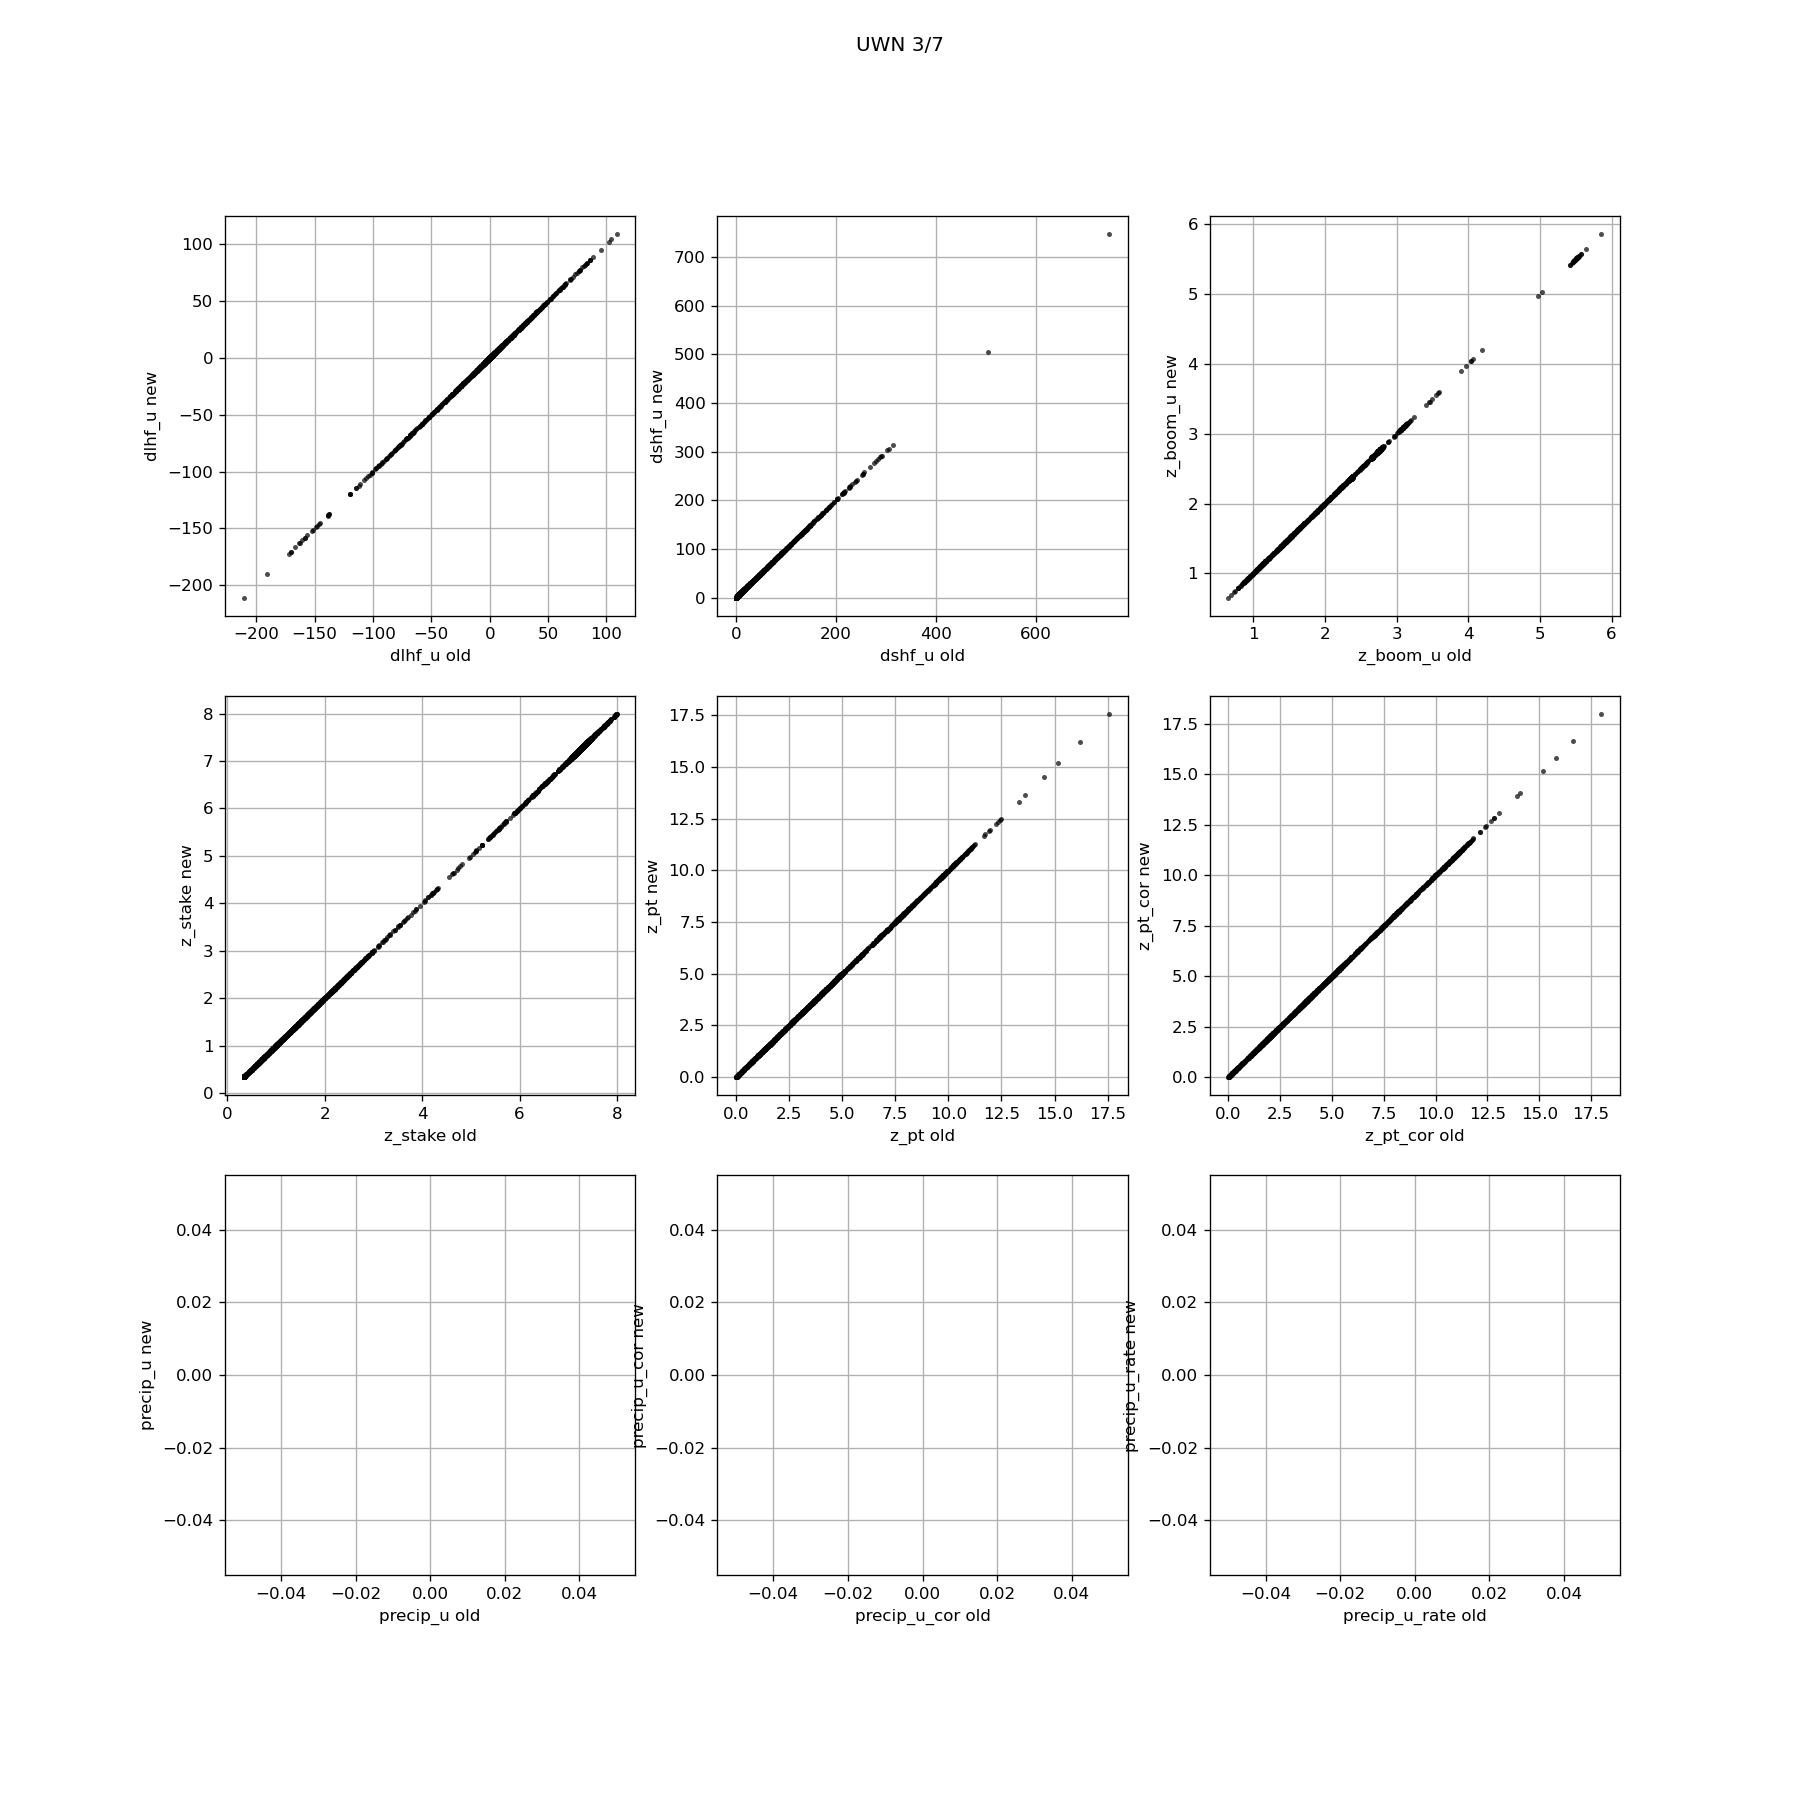 UWN 3/7
100
50
0
−50
−100
−150
−200
dlhf_u new
−200 −150 −100 −50 0 50 100
dlhf_u old
700
600
500
400
300
200
100
0
dshf_u new
0 200 400 600
dshf_u old
6
5
4
3
2
1
z_boom_u new
1 2 3 4 5 6
z_boom_u old
8
7
6
5
4
3
2
1
0
z_stake new
0 2 4 6 8
z_stake old
17.5
15.0
12.5
10.0
7.5
5.0
2.5
0.0
z_pt new
0.0 2.5 5.0 7.5 10.0 12.5 15.0 17.5
z_pt old
17.5
15.0
12.5
10.0
7.5
5.0
2.5
0.0
z_pt_cor new
0.0 2.5 5.0 7.5 10.0 12.5 15.0 17.5
z_pt_cor old
0.04
0.02
0.00
−0.02
−0.04
precip_u new
−0.04 −0.02 0.00 0.02 0.04
precip_u old
0.04
0.02
0.00
−0.02
−0.04
precip_u_cor new
−0.04 −0.02 0.00 0.02 0.04
precip_u_cor old
0.04
0.02
0.00
−0.02
−0.04
precip_u_rate new
−0.04 −0.02 0.00 0.02 0.04
precip_u_rate old